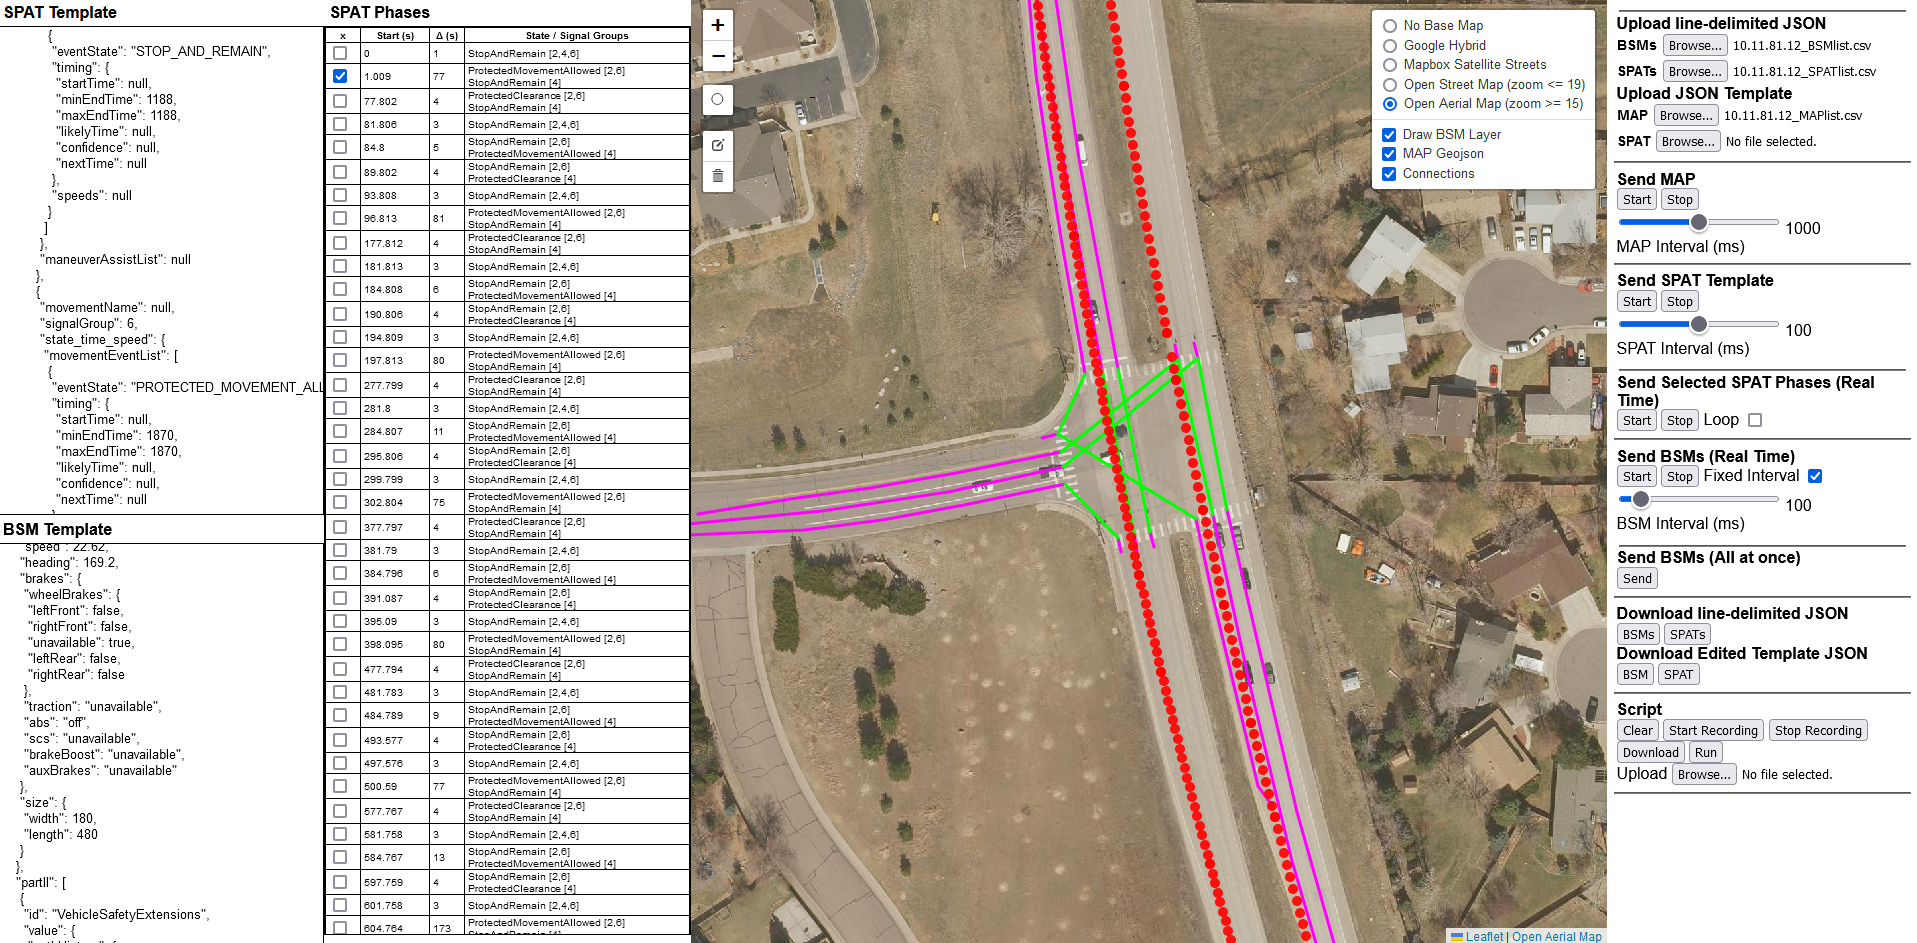 SPAT Template
{
"eventState": "STOP_AND_REMAIN",
"timing": {
"startTime": null,
"minEndTime": 1188,
"maxEndTime": 1188,
"likelyTime": null,
"confidence": null,
"nextTime": null
},
"speeds": null
}
]
},
"maneuverAssistList": null
},
{
"movementName": null,
"signalGroup": 6,
"state_time_speed": {
"movementEventList": [
{
"eventState": "PROTECTED_MOVEMENT_ALL
"timing": {
"startTime": null,
"minEndTime": 1870,
"maxEndTime": 1870,
"likelyTime": null,
"confidence": null,
"nextTime": null
BSM Template
"speed": 22.62,
"heading": 169.2,
"brakes": {
"wheelBrakes": {
"leftFront": false,
"rightFront": false,
"unavailable": true,
"leftRear": false,
"rightRear": false
},
"traction": "unavailable",
"abs": "off",
"scs": "unavailable",
"brakeBoost": "unavailable",
"auxBrakes": "unavailable"
},
"size": {
"width": 180,
"length": 480
}
},
"partII": [
{
"id": "VehicleSafetyExtensions",
"value": {
SPAT Phases
x Start (s) Δ (s) State / Signal Groups
0 1 StopAndRemain [2,4,6]
1.009 77 ProtectedMovementAllowed [2,6]
StopAndRemain [4]
77.802 4 ProtectedClearance [2,6]
StopAndRemain [4]
81.806 3 StopAndRemain [2,4,6]
84.8 5 StopAndRemain [2,6]
ProtectedMovementAllowed [4]
89.802 4 StopAndRemain [2,6]
ProtectedClearance [4]
93.808 3 StopAndRemain [2,4,6]
96.813 81 ProtectedMovementAllowed [2,6]
StopAndRemain [4]
177.812 4 ProtectedClearance [2,6]
StopAndRemain [4]
181.813 3 StopAndRemain [2,4,6]
184.808 6 StopAndRemain [2,6]
ProtectedMovementAllowed [4]
190.806 4 StopAndRemain [2,6]
ProtectedClearance [4]
194.809 3 StopAndRemain [2,4,6]
197.813 80 ProtectedMovementAllowed [2,6]
StopAndRemain [4]
277.799 4 ProtectedClearance [2,6]
StopAndRemain [4]
281.8 3 StopAndRemain [2,4,6]
284.807 11 StopAndRemain [2,6]
ProtectedMovementAllowed [4]
295.806 4 StopAndRemain [2,6]
ProtectedClearance [4]
299.799 3 StopAndRemain [2,4,6]
302.804 75 ProtectedMovementAllowed [2,6]
StopAndRemain [4]
377.797 4 ProtectedClearance [2,6]
StopAndRemain [4]
381.79 3 StopAndRemain [2,4,6]
384.796 6 StopAndRemain [2,6]
ProtectedMovementAllowed [4]
391.087 4 StopAndRemain [2,6]
ProtectedClearance [4]
395.09 3 StopAndRemain [2,4,6]
398.095 80 ProtectedMovementAllowed [2,6]
StopAndRemain [4]
477.794 4 ProtectedClearance [2,6]
StopAndRemain [4]
481.783 3 StopAndRemain [2,4,6]
484.789 9 StopAndRemain [2,6]
ProtectedMovementAllowed [4]
493.577 4 StopAndRemain [2,6]
ProtectedClearance [4]
497.576 3 StopAndRemain [2,4,6]
500.59 77 ProtectedMovementAllowed [2,6]
StopAndRemain [4]
577.767 4 ProtectedClearance [2,6]
StopAndRemain [4]
581.758 3 StopAndRemain [2,4,6]
584.767 13 StopAndRemain [2,6]
ProtectedMovementAllowed [4]
597.759 4 StopAndRemain [2,6]
ProtectedClearance [4]
601.758 3 StopAndRemain [2,4,6]
604.764 173 ProtectedMovementAllowed [2,6]
+
−
No Base Map
Google Hybrid
Mapbox Satellite Streets
Open Street Map (zoom <= 19)
Open Aerial Map (zoom >= 15)
Draw BSM Layer
MAP Geojson
Connections
Leaflet | Open Aerial Map
Upload line-delimited JSON
BSMs Browse... 10.11.81.12_BSMlist.csv
SPATs Browse... 10.11.81.12_SPATlist.csv
Upload JSON Template
MAP Browse... 10.11.81.12_MAPlist.csv
SPAT Browse... No file selected.
Send MAP
Start Stop
1000
MAP Interval (ms)
Send SPAT Template
Start Stop
100
SPAT Interval (ms)
Send Selected SPAT Phases (Real
Time)
Start Stop Loop
Send BSMs (Real Time)
Start Stop Fixed Interval
100
BSM Interval (ms)
Send BSMs (All at once)
Send
Download line-delimited JSON
BSMs SPATs
Download Edited Template JSON
BSM SPAT
Script
Clear Start Recording Stop Recording
Download Run
Upload Browse... No file selected.